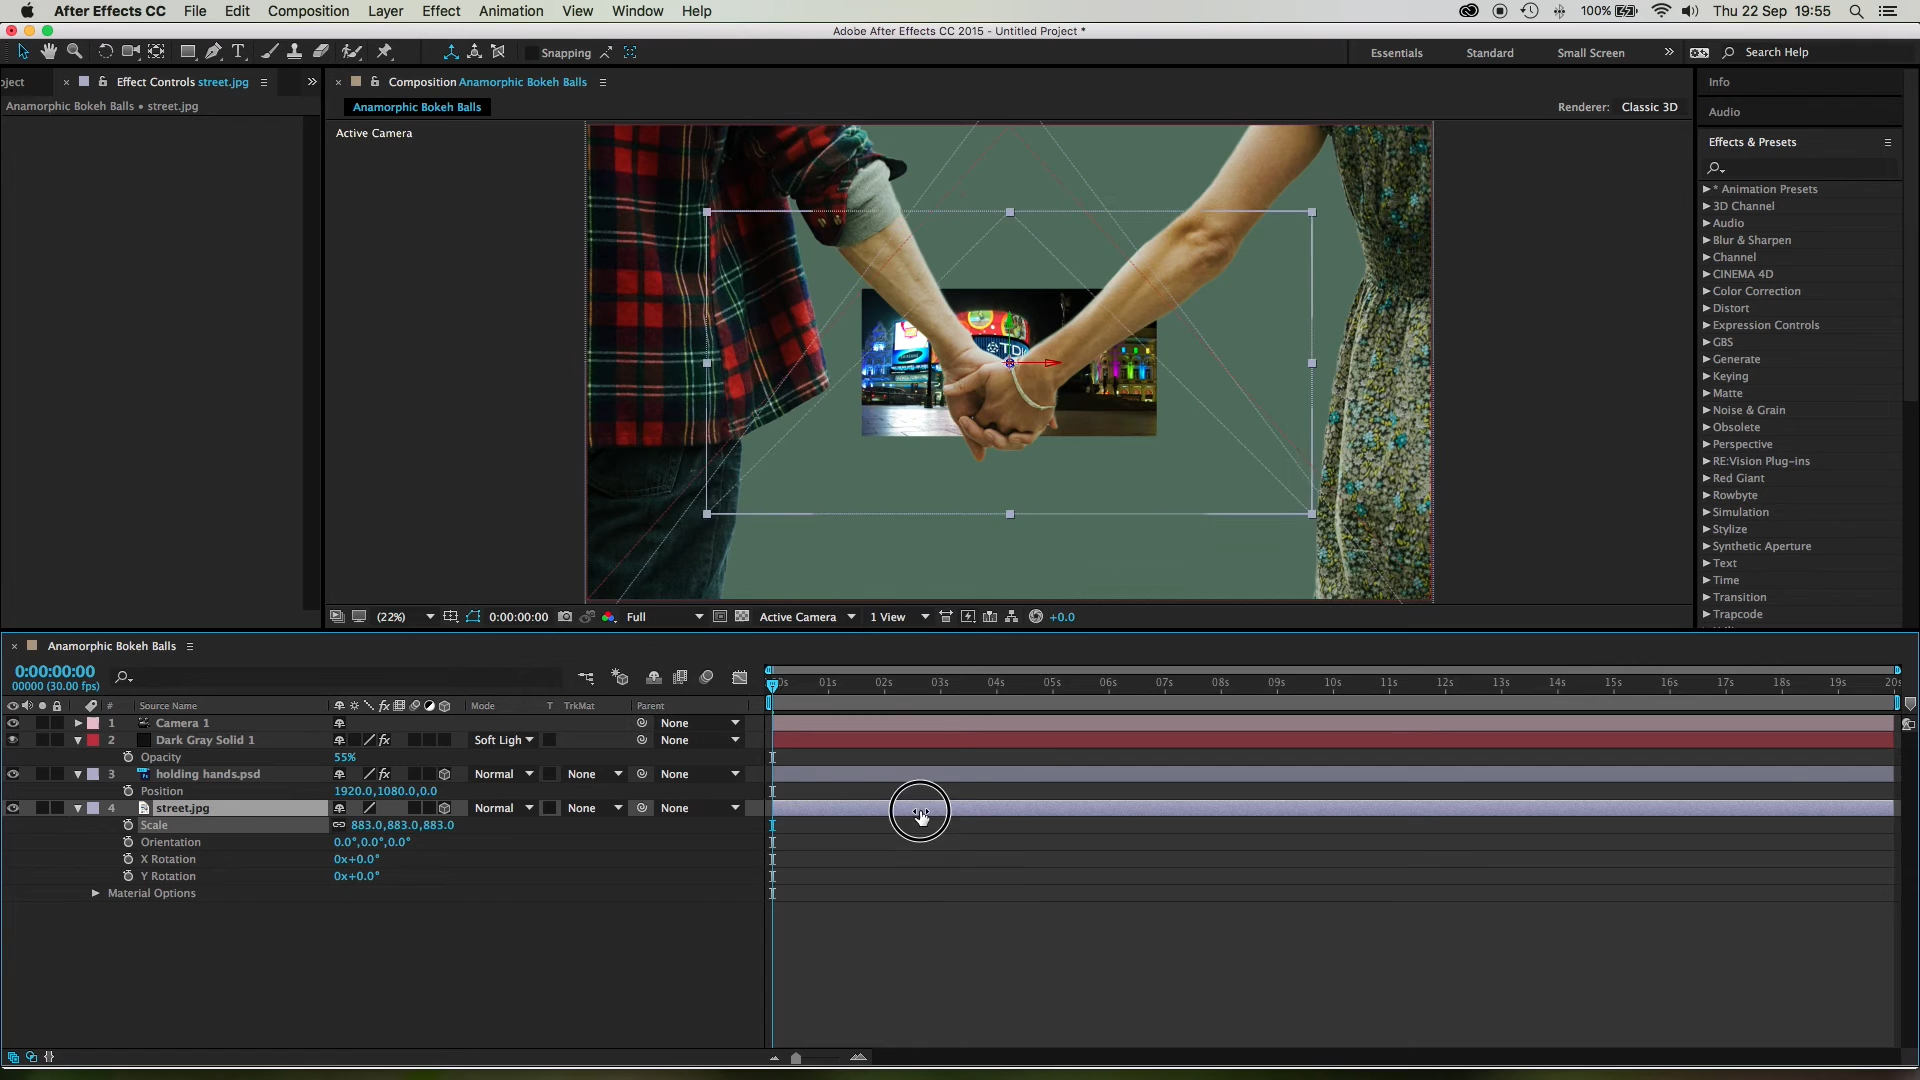 After Effects CC File Edit Composition Layer Effect Animation View Window Help 100% Thu 22 Sep 19:55
Adobe After Effects CC 2015 - Untitled Project *
Snapping Essentials Standard Small Screen Search Help
oject Effect Controls street.jpg Composition Anamorphic Bokeh Balls Info
Anamorphic Bokeh Balls • street.jpg Anamorphic Bokeh Balls Renderer: Classic 3D Audio
Active Camera
Effects & Presets
* Animation Presets
3D Channel
Audio
Blur & Sharpen
Channel
CINEMA 4D
Color Correction
Distort
Expression Controls
GBS
Generate
Keying
Matte
Noise & Grain
Obsolete
Perspective
RE:Vision Plug-ins
Red Giant
Rowbyte
Simulation
Stylize
Synthetic Aperture
Text
Time
Transition
Trapcode
TD
(22%) 0:00:00:00 Full Active Camera 1 View +0.0
Anamorphic Bokeh Balls
0:00:00:00
00000 (30.00 fps)
0s 01s 02s 03s 04s 05s 06s 07s 08s 09s 10s 11s 12s 13s 14s 15s 16s 17s 18s 19s 20s
# Source Name fx Mode T TrkMat Parent
1 Camera 1 None
2 Dark Gray Solid 1 fx Soft Ligh None
Opacity 55%
3 holding hands.psd fx Normal None None
Position 1920.0,1080.0,0.0
4 street.jpg Normal None None
Scale 883.0,883.0,883.0
Orientation 0.0°,0.0°,0.0°
X Rotation 0x+0.0°
Y Rotation 0x+0.0°
Material Options